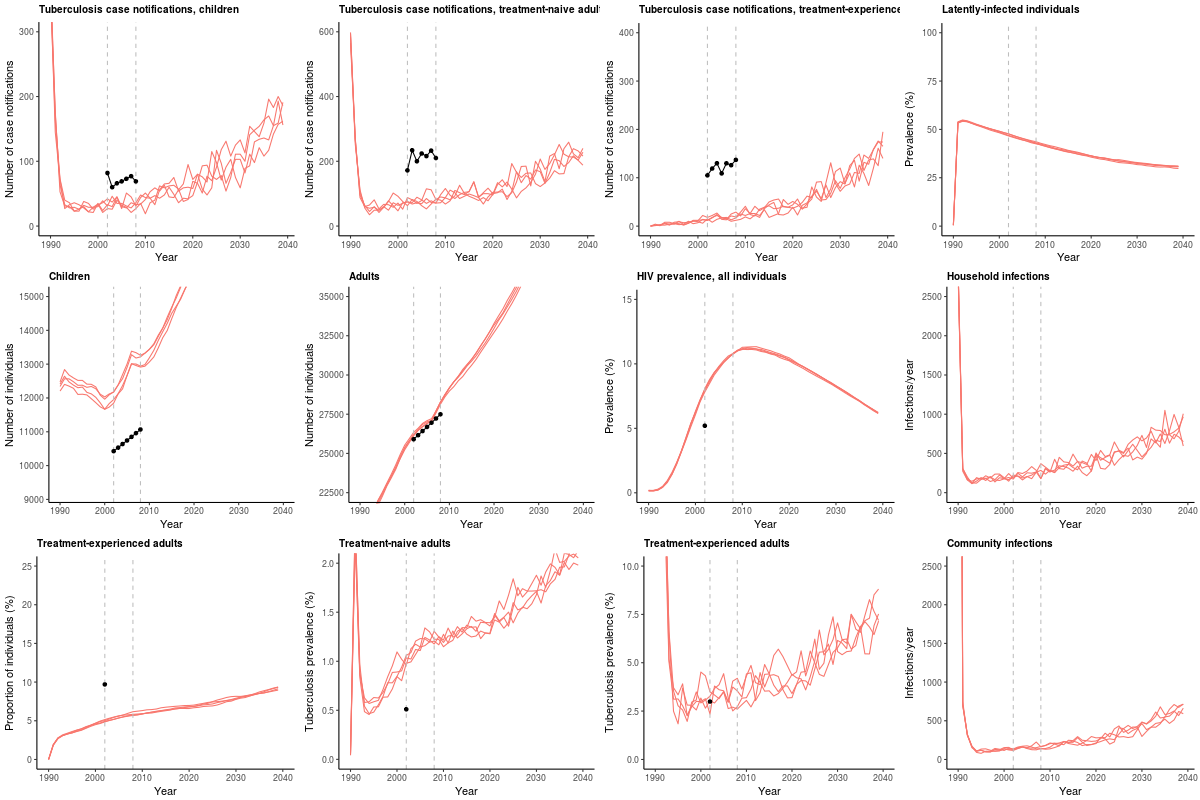 Tuberculosis case notifications, children
Number of case notifications
300
200
100
0
1990 2000 2010 2020 2030 2040
Year
Tuberculosis case notifications, treatment-naive adul
Number of case notifications
600
400
200
0
1990 2000 2010 2020 2030 2040
Year
Tuberculosis case notifications, treatment-experience
Number of case notifications
400
300
200
100
0
1990 2000 2010 2020 2030 2040
Year
Latently-infected individuals
Prevalence (%)
100
75
50
25
0
1990 2000 2010 2020 2030 2040
Year
Children
Number of individuals
15000
14000
13000
12000
11000
10000
9000
1990 2000 2010 2020 2030 2040
Year
Adults
Number of individuals
35000
32500
30000
27500
25000
22500
1990 2000 2010 2020 2030 2040
Year
HIV prevalence, all individuals
Prevalence (%)
15
10
5
0
1990 2000 2010 2020 2030 2040
Year
Household infections
Infections/year
2500
2000
1500
1000
500
0
1990 2000 2010 2020 2030 2040
Year
Treatment-experienced adults
Proportion of individuals (%)
25
20
15
10
5
0
1990 2000 2010 2020 2030 2040
Year
Treatment-naive adults
Tuberculosis prevalence (%)
2.0
1.5
1.0
0.5
0.0
1990 2000 2010 2020 2030 2040
Year
Treatment-experienced adults
Tuberculosis prevalence (%)
10.0
7.5
5.0
2.5
0.0
1990 2000 2010 2020 2030 2040
Year
Community infections
Infections/year
2500
2000
1500
1000
500
0
1990 2000 2010 2020 2030 2040
Year